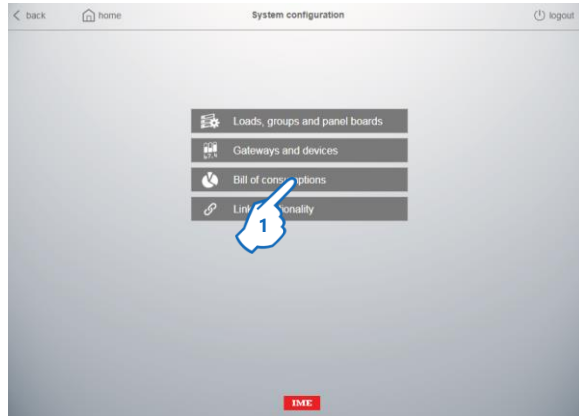 back
home
System configuration
logout
Loads, groups and panel boards
Gateways and devices
Bill of consumptions
1
IME